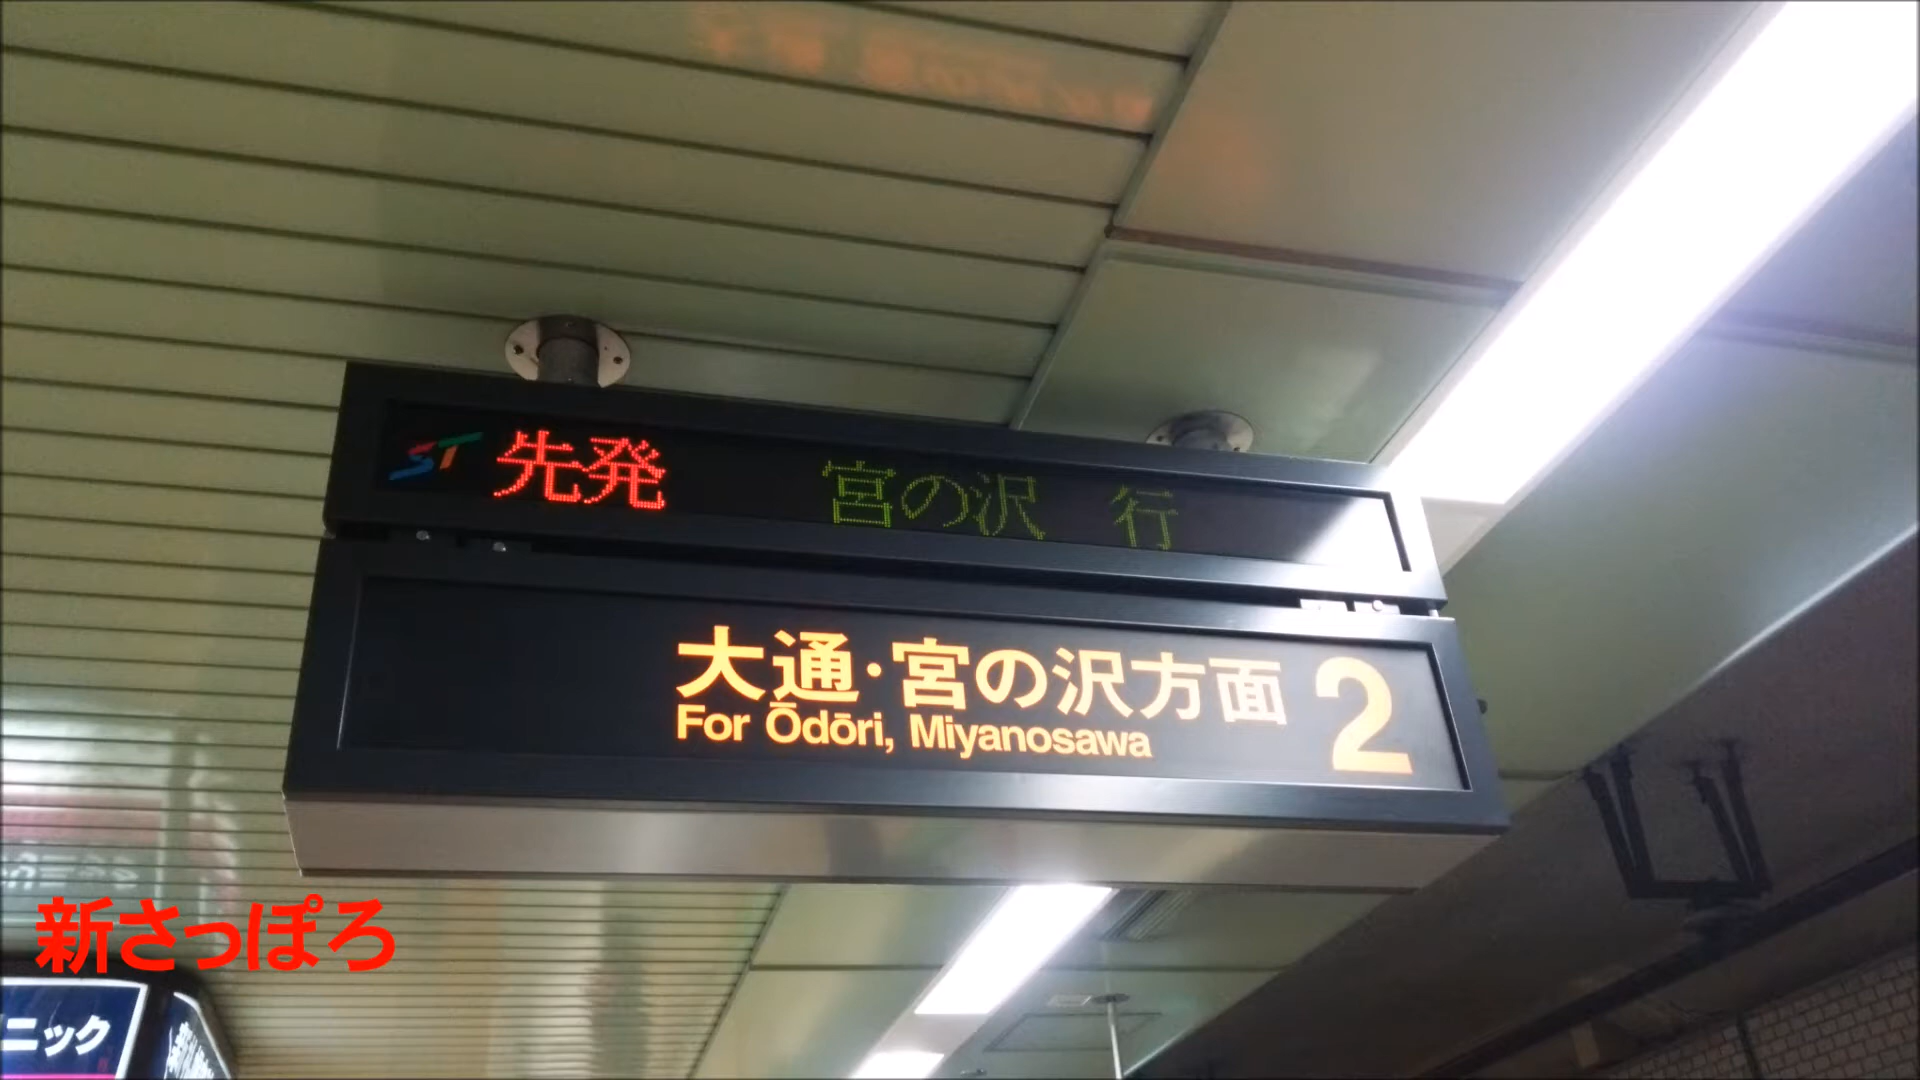 ST 先発 宮の沢 行
大通・宮の沢方面 2
For Ōdōri, Miyanosawa
新さっぽろ
ニック